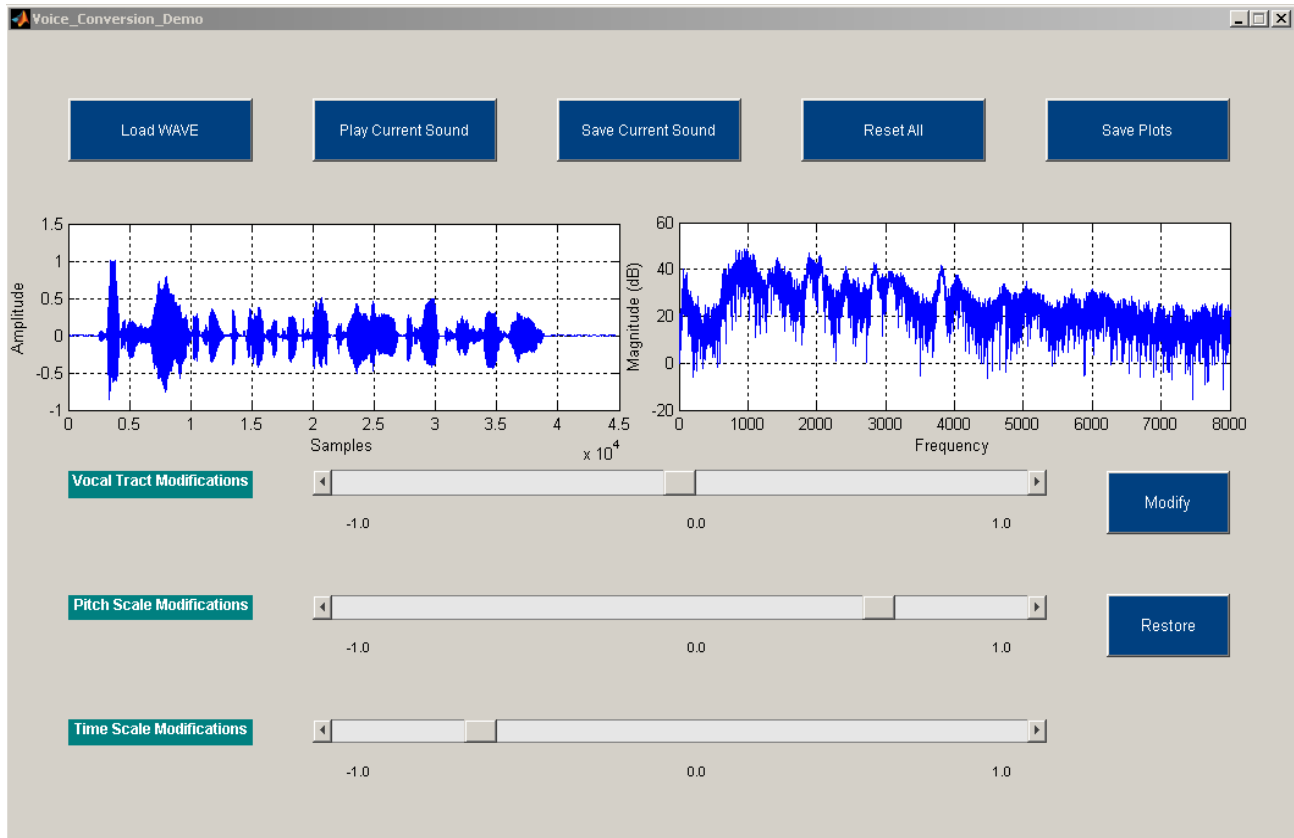 Voice_Conversion_Demo
Load WAVE
Play Current Sound
Save Current Sound
Reset All
Save Plots
1.5
1
0.5
0
-0.5
-1
Amplitude
0 0.5 1 1.5 2 2.5 3 3.5 4 4.5
Samples
x 10^4
60
40
20
0
-20
Magnitude (dB)
0 1000 2000 3000 4000 5000 6000 7000 8000
Frequency
Vocal Tract Modifications
-1.0 0.0 1.0
Modify
Pitch Scale Modifications
-1.0 0.0 1.0
Restore
Time Scale Modifications
-1.0 0.0 1.0